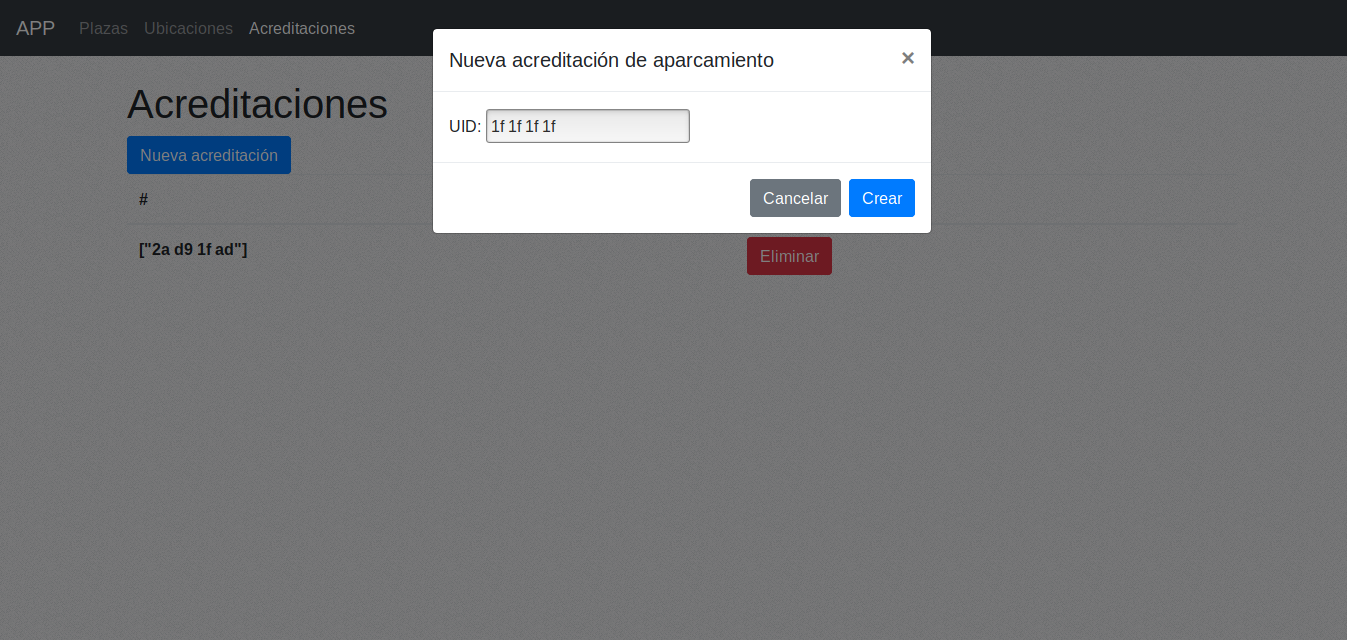 APP Plazas Ubicaciones Acreditaciones
Nueva acreditación de aparcamiento ×
Acreditaciones
UID: 1f 1f 1f 1f
Nueva acreditación
Cancelar Crear
#
["2a d9 1f ad"] Eliminar